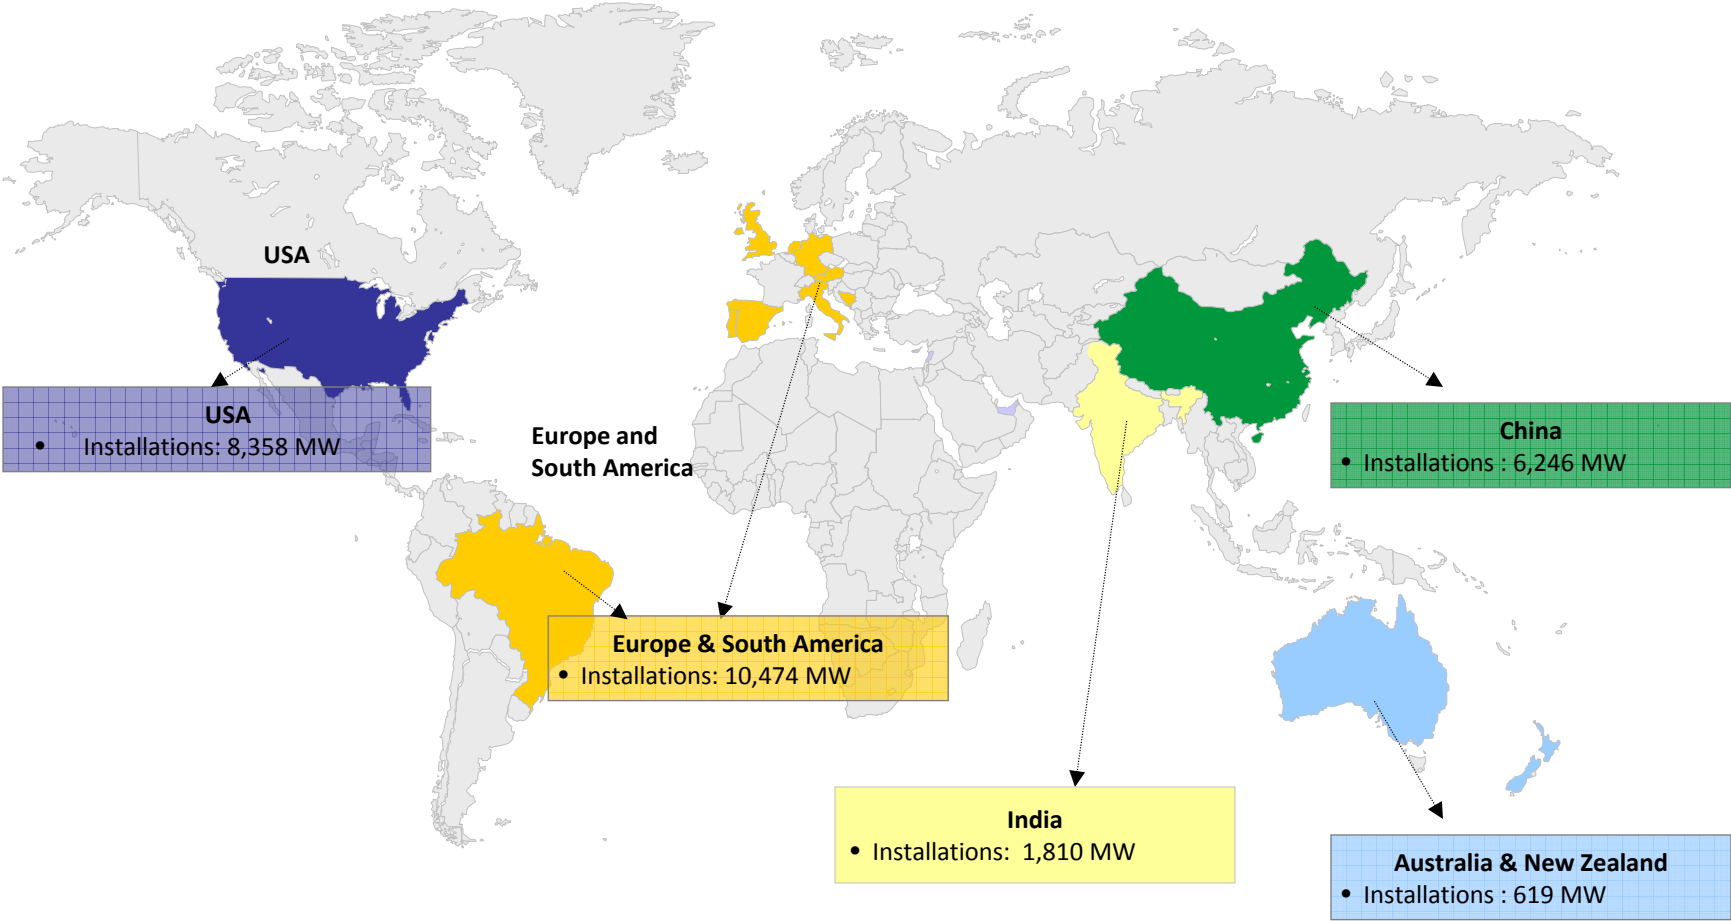 USA
USA
• Installations: 8,358 MW
Europe and
South America
China
• Installations : 6,246 MW
Europe & South America
• Installations: 10,474 MW
India
• Installations:  1,810 MW
Australia & New Zealand
• Installations : 619 MW